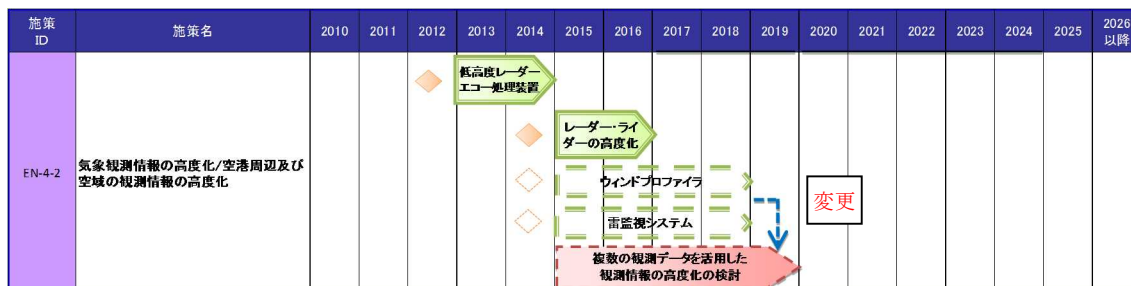 施策
ID
施策名
2010
2011
2012
2013
2014
2015
2016
2017
2018
2019
2020
2021
2022
2023
2024
2025
2026
以降
EN-4-2
気象観測情報の高度化/空港周辺及び
空域の観測情報の高度化
低高度レーダー
エコー処理装置
レーダー・ライ
ダーの高度化
ウィンドプロファイラ
雷監視システム
複数の観測データを活用した
観測情報の高度化の検討
変更